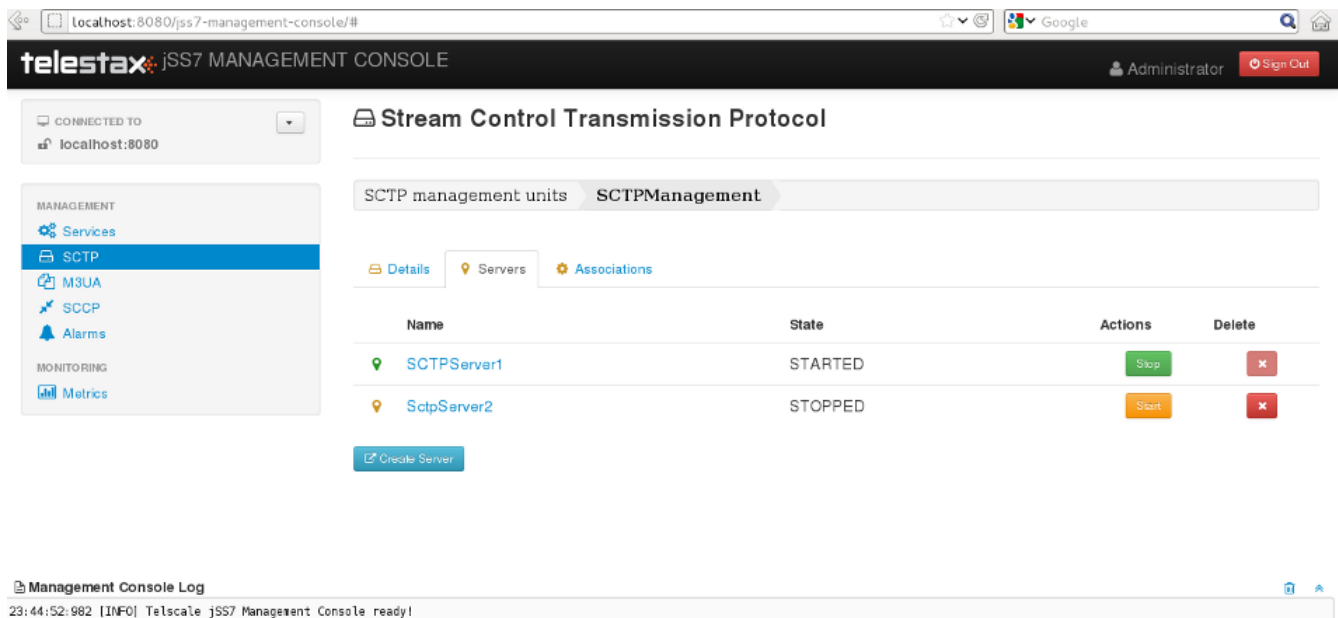 localhost:8080/jss7-management-console/#
Google
telestax jSS7 MANAGEMENT CONSOLE
Administrator
Sign Out
CONNECTED TO
localhost:8080
Stream Control Transmission Protocol
SCTP management units SCTPManagement
MANAGEMENT
Services
SCTP
M3UA
SCCP
Alarms
MONITORING
Metrics
Details Servers Associations
Name State Actions Delete
SCTPServer1 STARTED Stop
SctpServer2 STOPPED Start
Create Server
Management Console Log
23:44:52:982 [INFO] Telscale jSS7 Management Console ready!